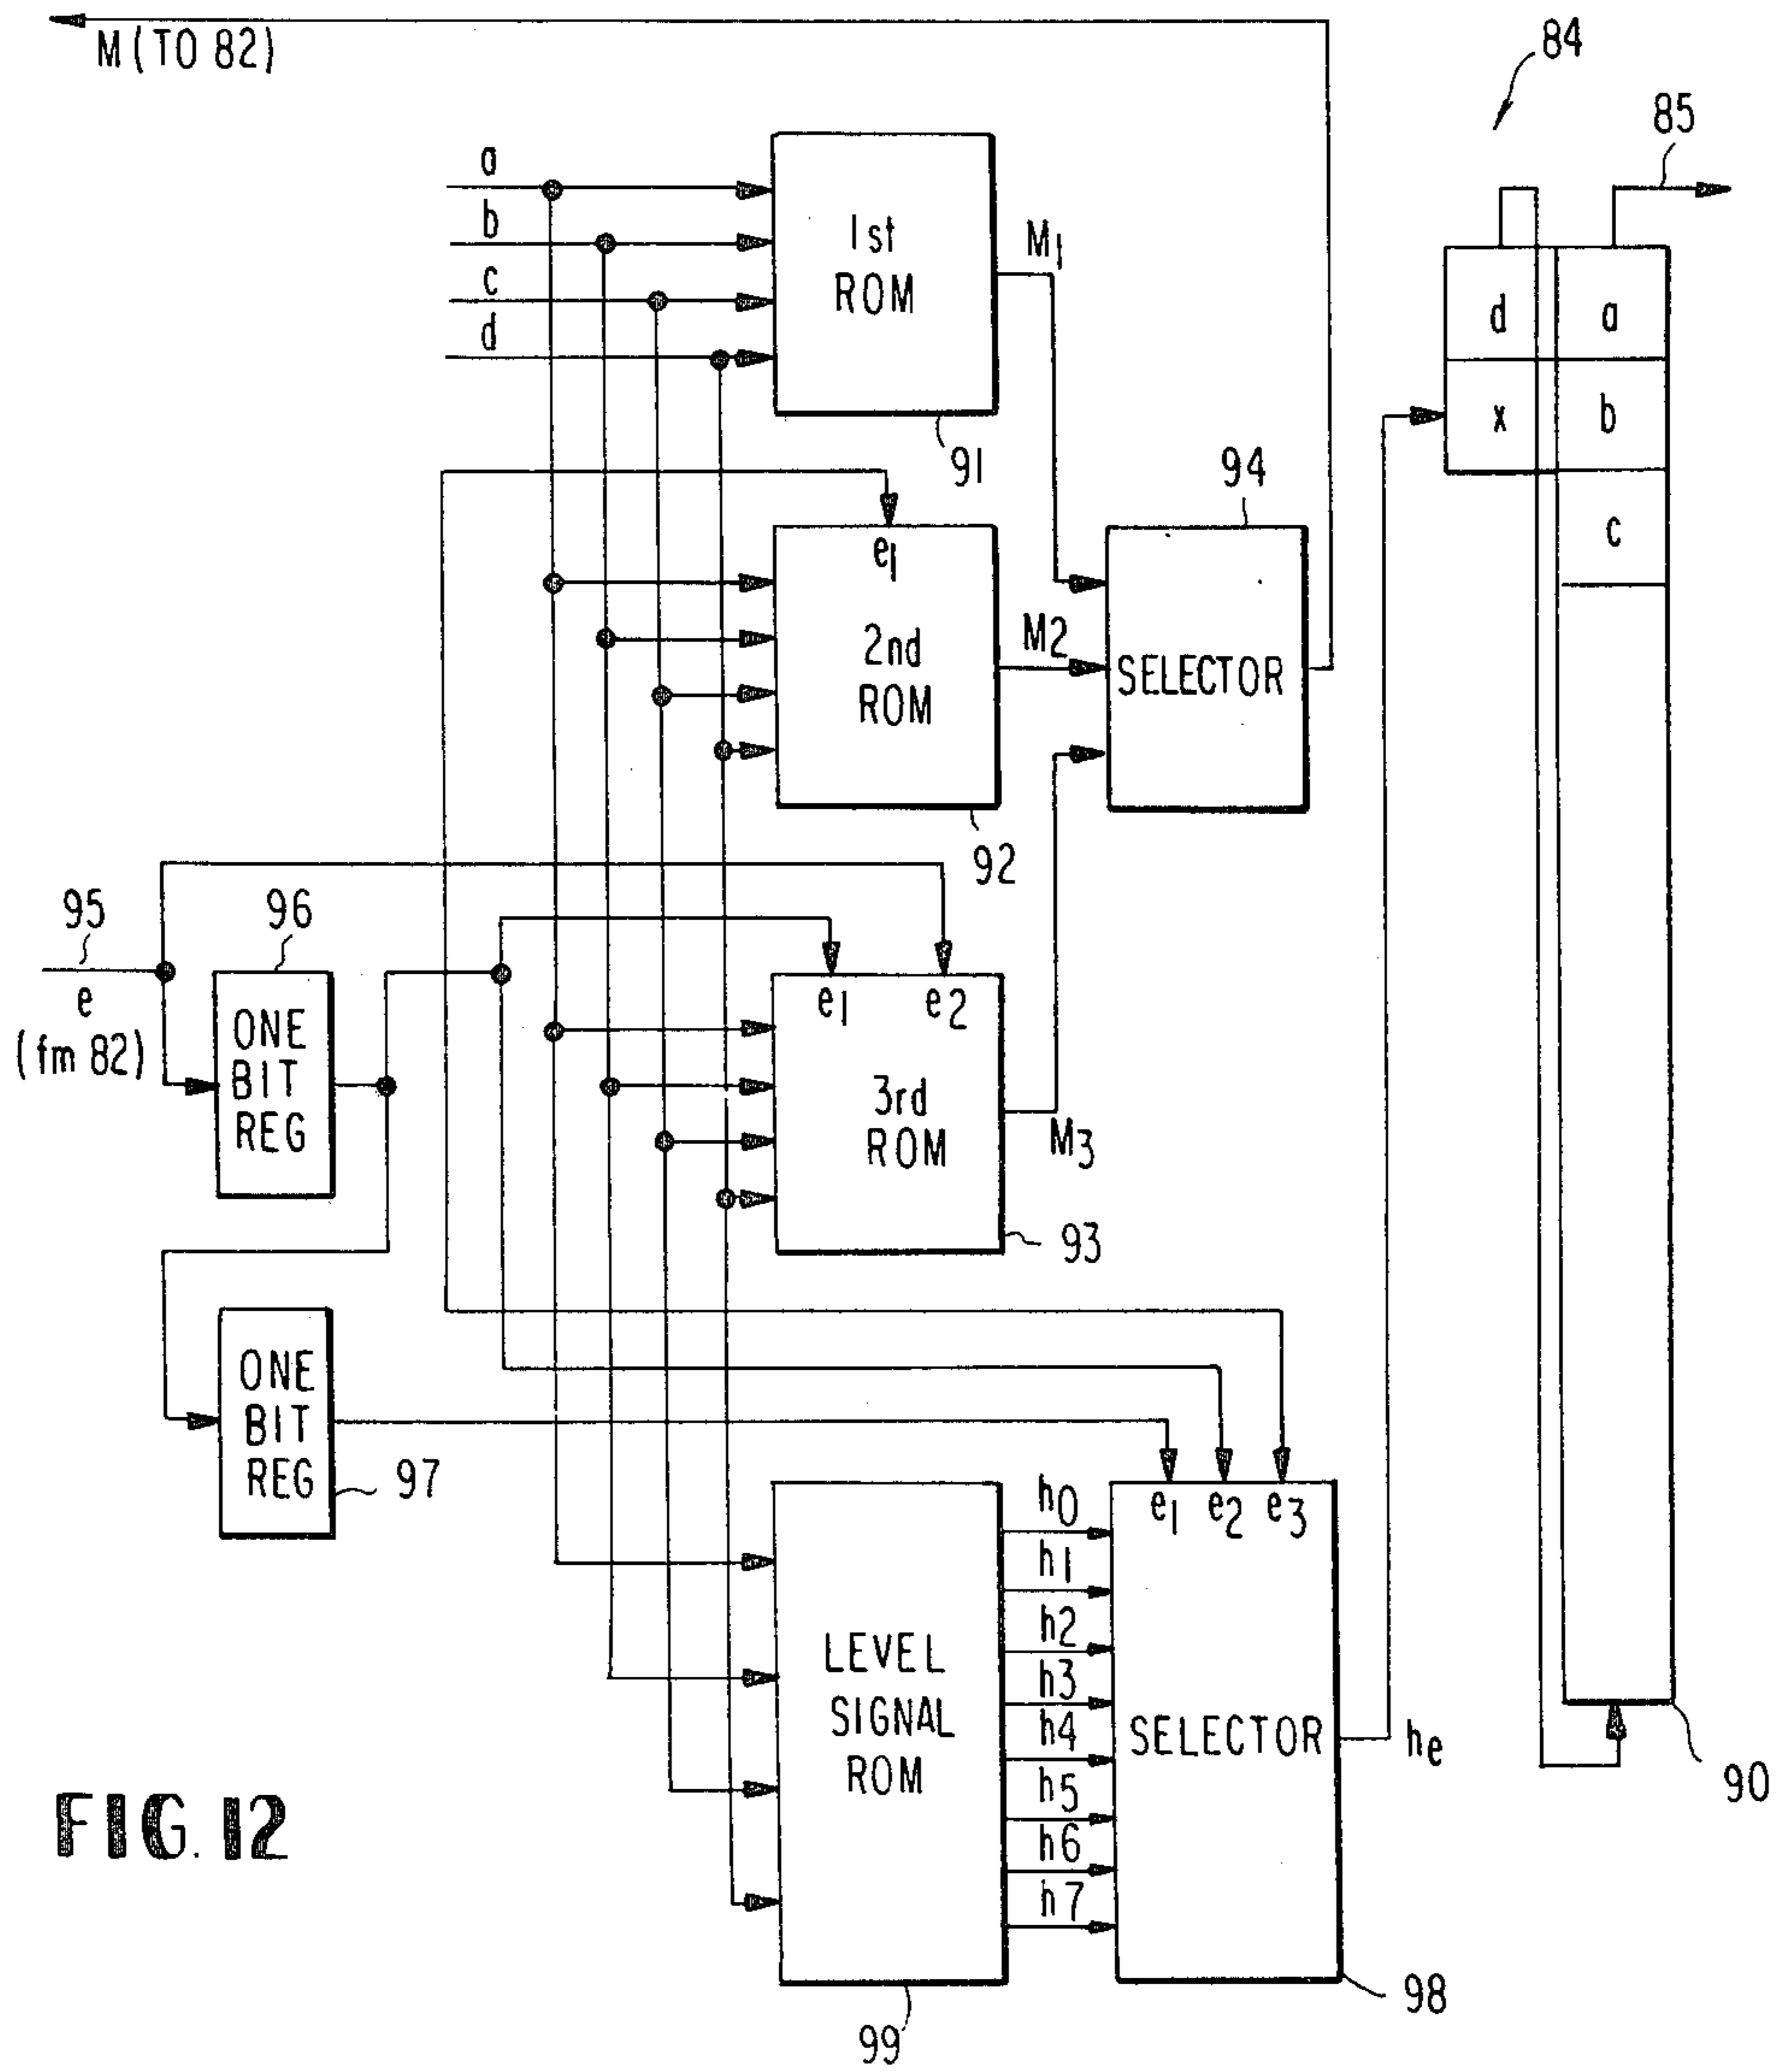 M (TO 82)
84
85
a
b
c
d
1st
ROM
M1
91
d
a
x
b
c
94
e1
2nd
ROM
M2
SELECTOR
92
95
96
e
(fm 82)
ONE
BIT
REG
e1 e2
3rd
ROM
M3
93
ONE
BIT
REG
97
e1 e2 e3
h0
h1
h2
h3
h4
h5
h6
h7
LEVEL
SIGNAL
ROM
SELECTOR
he
90
98
99
FIG. 12